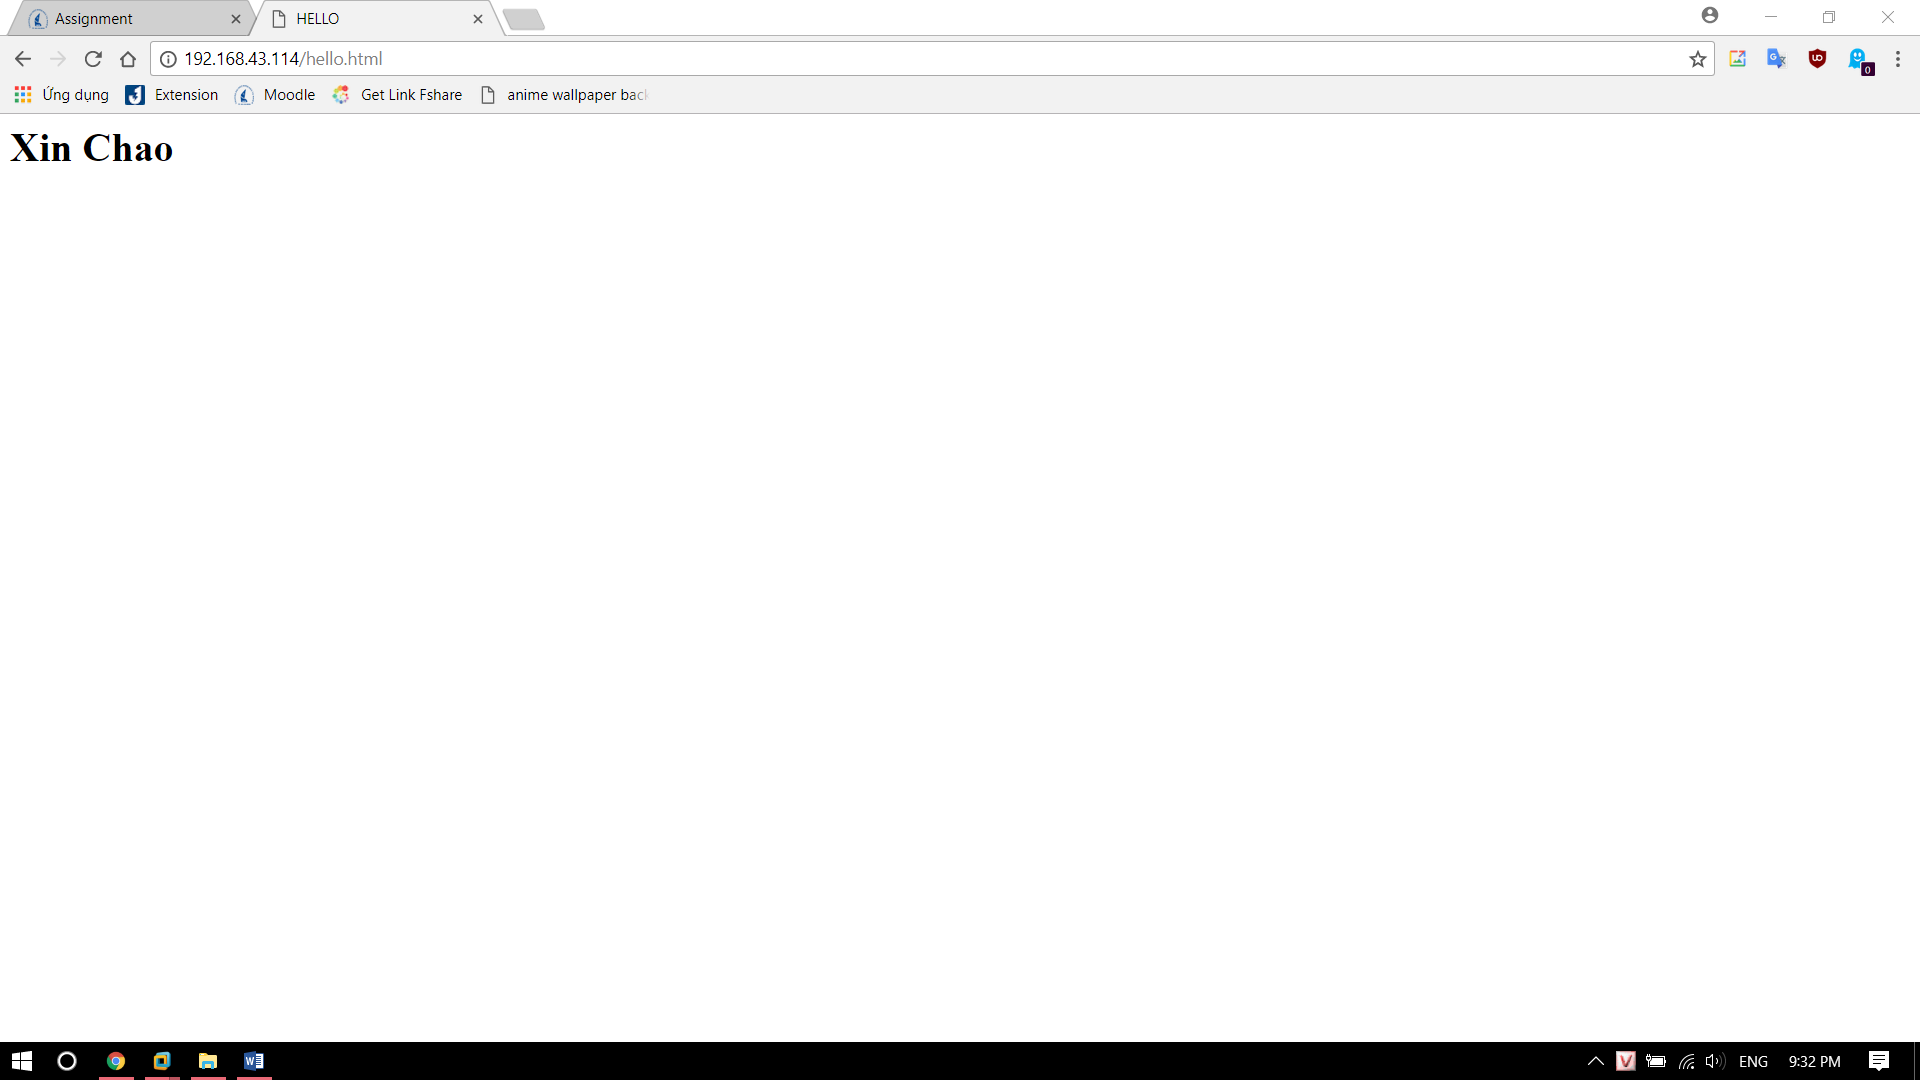 Assignment
HELLO
192.168.43.114/hello.html
Ứng dụng Extension Moodle Get Link Fshare anime wallpaper back
Xin Chao
ENG 9:32 PM